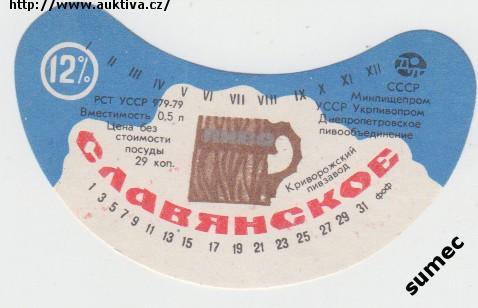 http://www.auktiva.cz/
12%
I II III IV V VI VII VIII IX X XI XII
РСТ УССР 979-79
Вместимость 0,5 л
Цена без
стоимости
посуды
29 коп.
СССР
Минпищепром
УССР Укрпивопром
Днепропетровское
пивообъединение
ПИВО
Криворожский
пивзавод
СЛАВЯНСКОЕ
1 3 5 7 9 11 13 15 17 19 21 23 25 27 29 31 ФОФ
sumec